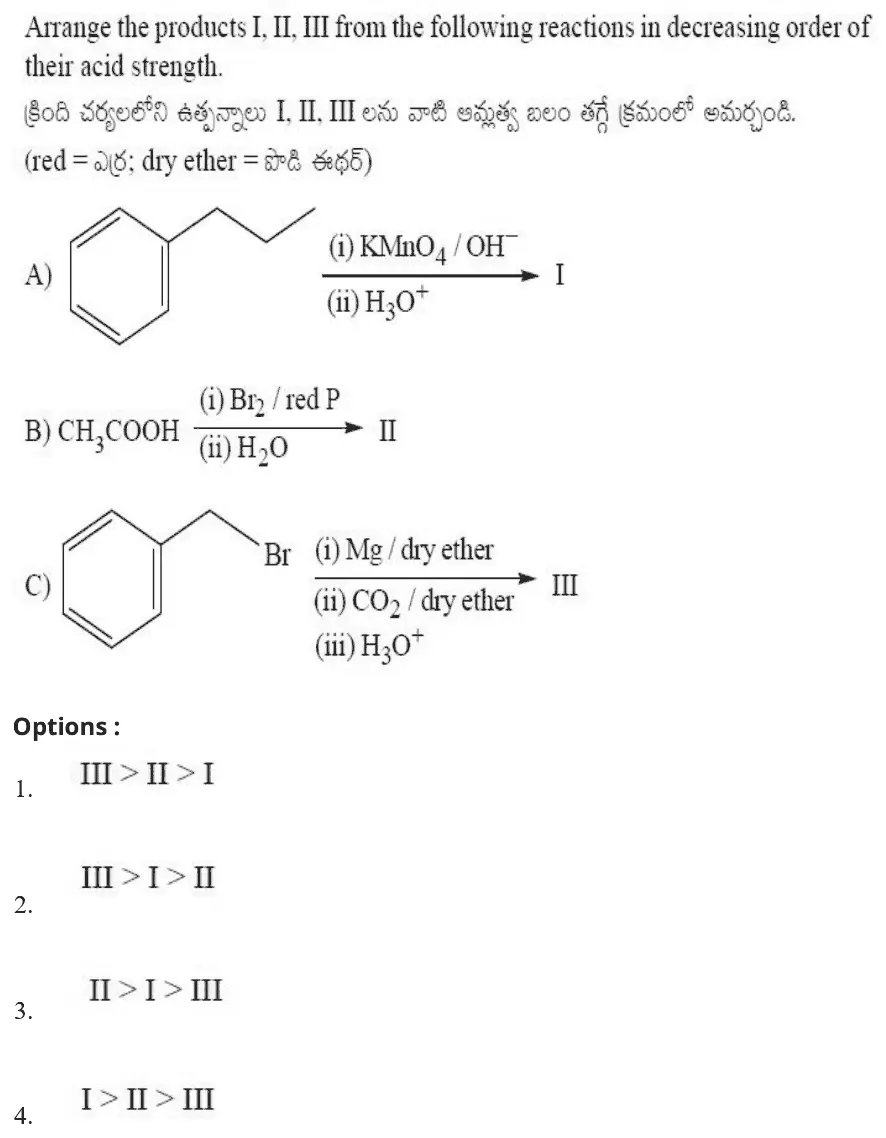 Arrange the products I, II, III from the following reactions in decreasing order of
their acid strength.
క్రింది చర్యలలోని ఉత్పన్నాలు I, II, III లను వాటి ఆమ్లత్వ బలం తగ్గే క్రమంలో అమర్చండి.
(red = ఎర్ర; dry ether = పొడి ఈథర్)
A)
(i) KMnO₄ / OH⁻
(ii) H₃O⁺
I
B) CH₃COOH
(i) Br₂ / red P
(ii) H₂O
II
C)
Br
(i) Mg / dry ether
(ii) CO₂ / dry ether
(iii) H₃O⁺
III
Options :
1. III > II > I
2. III > I > II
3. II > I > III
4. I > II > III